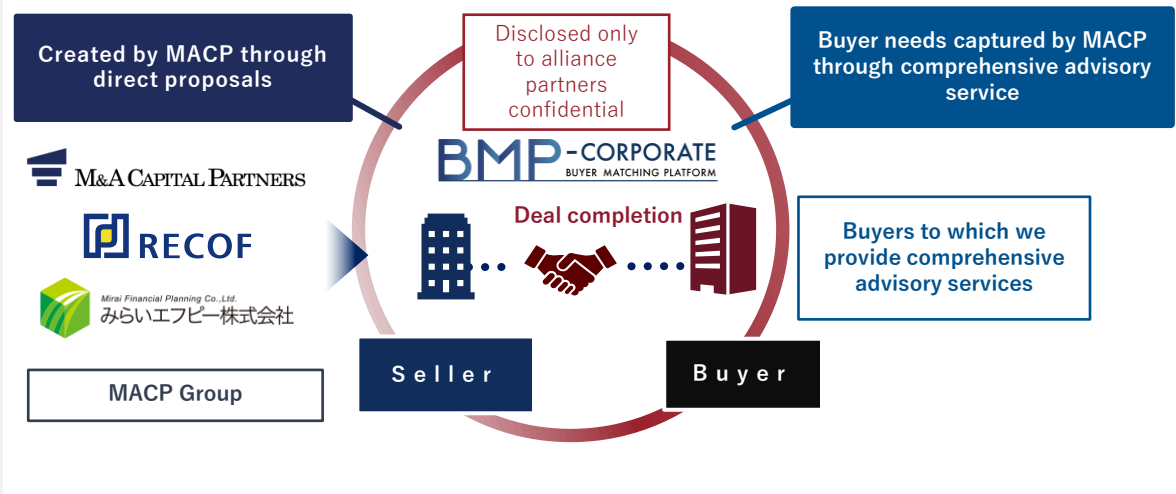 Created by MACP through
direct proposals
Disclosed only
to alliance
partners
confidential
Buyer needs captured by MACP
through comprehensive advisory
service
M&A CAPITAL PARTNERS
RECOF
Mirai Financial Planning Co.,Ltd.
みらいエフピー株式会社
MACP Group
BMP-CORPORATE
BUYER MATCHING PLATFORM
Deal completion
Seller
Buyer
Buyers to which we
provide comprehensive
advisory services